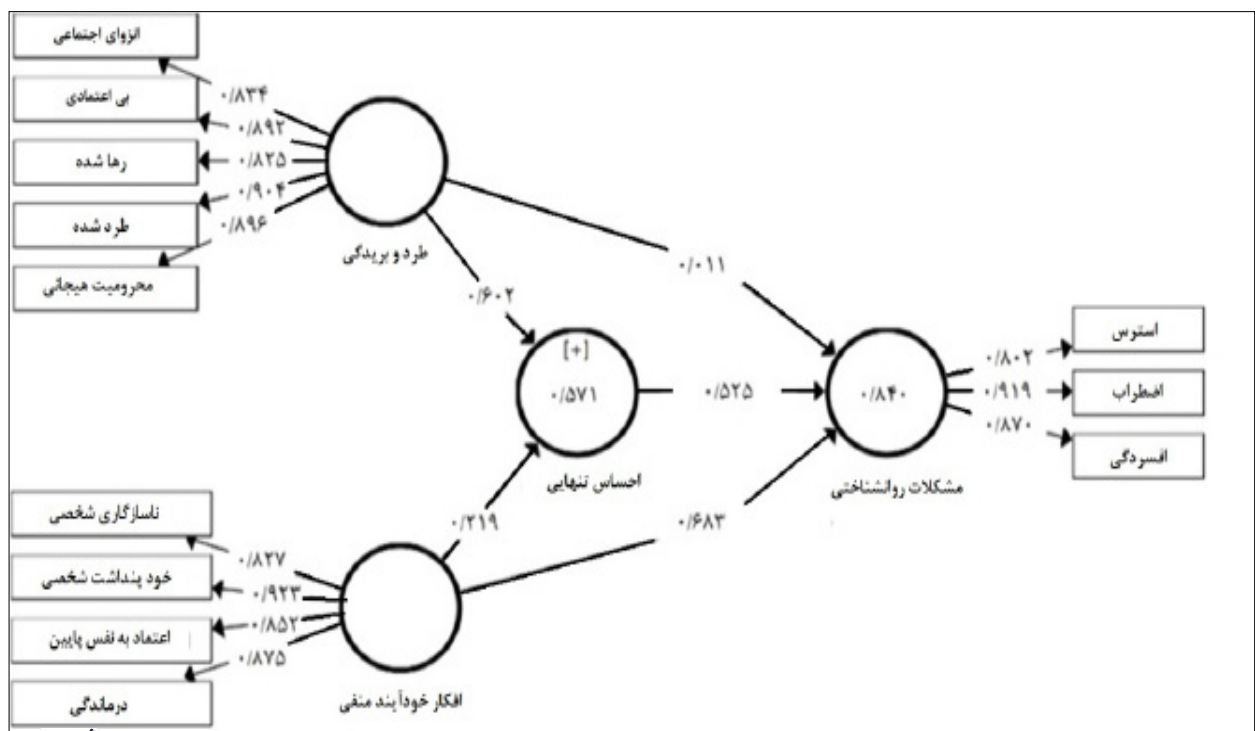 انزوای اجتماعی
بی اعتمادی
رها شده
طرد شده
محرومیت هیجانی
۰/۸۳۴
۰/۸۹۲
۰/۸۲۵
۰/۹۰۴
۰/۸۹۶
طرد و بریدگی
۰/۰۱۱
۰/۶۰۲
[+]
۰/۵۷۱
احساس تنهایی
۰/۵۲۵
۰/۸۴۰
مشکلات روانشناختی
۰/۸۰۲
۰/۹۱۹
۰/۸۷۰
استرس
اضطراب
افسردگی
۰/۲۱۹
۰/۶۸۳
ناسازگاری شخصی
خود پنداشت شخصی
اعتماد به نفس پایین
درماندگی
۰/۸۲۷
۰/۹۲۳
۰/۸۵۲
۰/۸۷۵
افکار خودآیند منفی